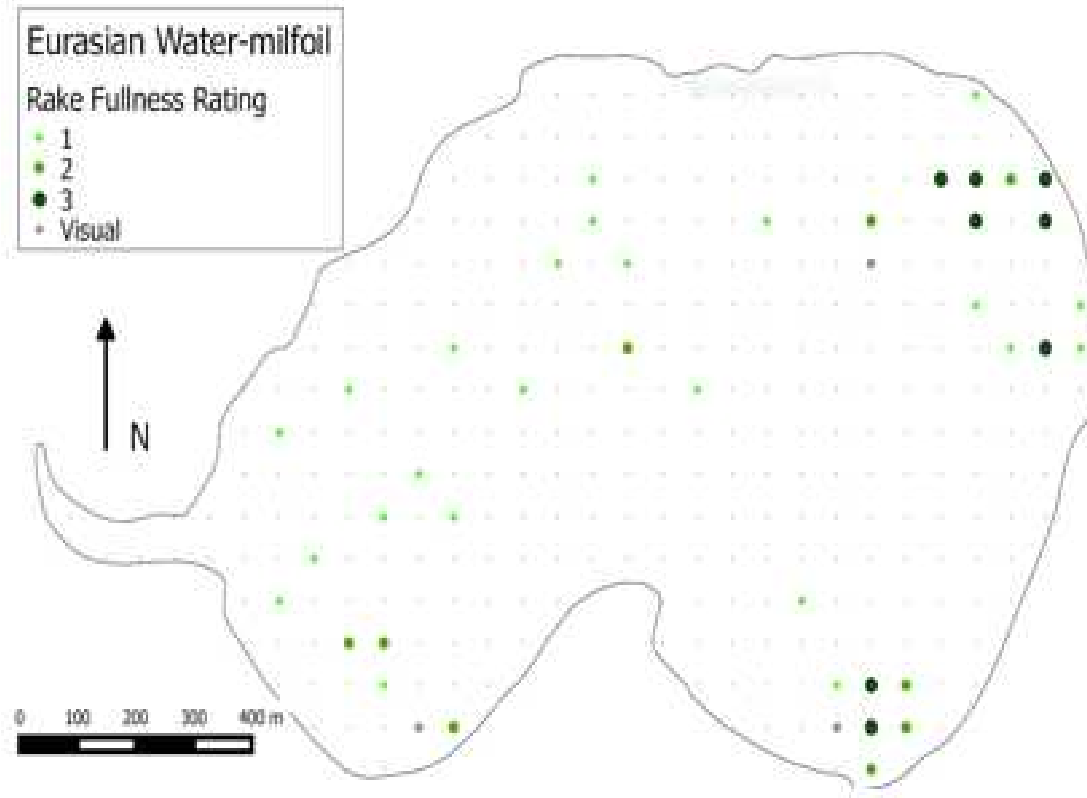 Eurasian Water-milfoil
Rake Fullness Rating
1
2
3
Visual
N
0 100 200 300 400 m